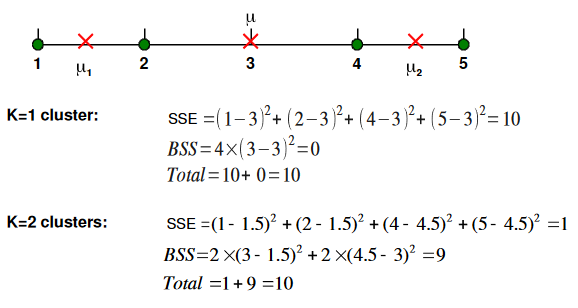 μ
1 μ₁ 2 3 4 μ₂ 5
K=1 cluster: SSE =(1−3)²+(2−3)²+(4−3)²+(5−3)²=10
BSS=4×(3−3)²=0
Total=10+ 0=10
K=2 clusters: SSE =(1 - 1.5)² +(2 - 1.5)² +(4 - 4.5)² +(5 - 4.5)² =1
BSS=2 ×(3 - 1.5)² +2 ×(4.5 - 3)² =9
Total =1+9 =10